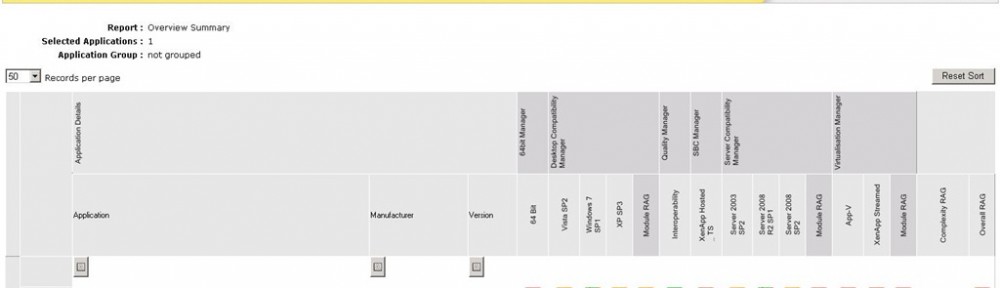 Report : Overview Summary
Selected Applications : 1
Application Group : not grouped
50 Records per page
Reset Sort
Application Details
64bit Manager
Desktop Compatibility
Manager
Quality Manager
SBC Manager
Server Compatibility
Manager
Virtualisation Manager
Application
Manufacturer
Version
64 Bit
Vista SP2
Windows 7
SP1
XP SP3
Module RAG
Interoperability
XenApp Hosted
_TS
Server 2003
SP2
Server 2008
R2 SP1
Server 2008
SP2
Module RAG
App-V
XenApp Streamed
Module RAG
Complexity RAG
Overall RAG